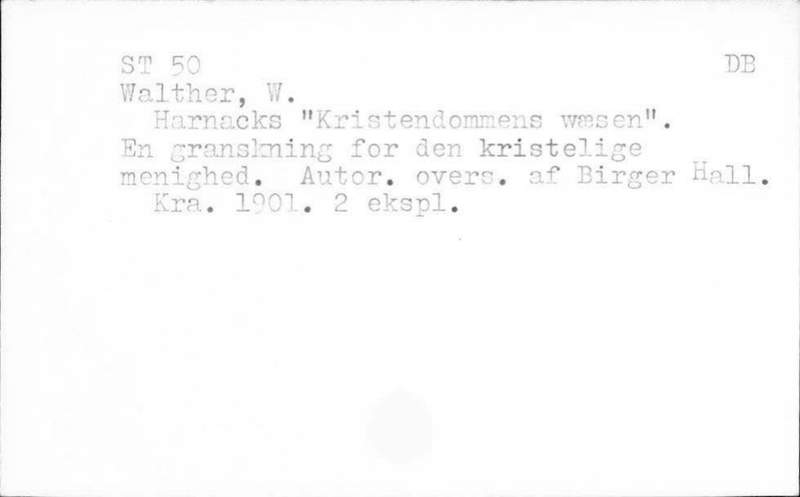 ST 50 DB
Walther, W.
Harnacks "Kristendommens wæsen".
En granskning for den kristelige
menighed. Autor. overs. af Birger Hall.
Kra. 1901. 2 ekspl.